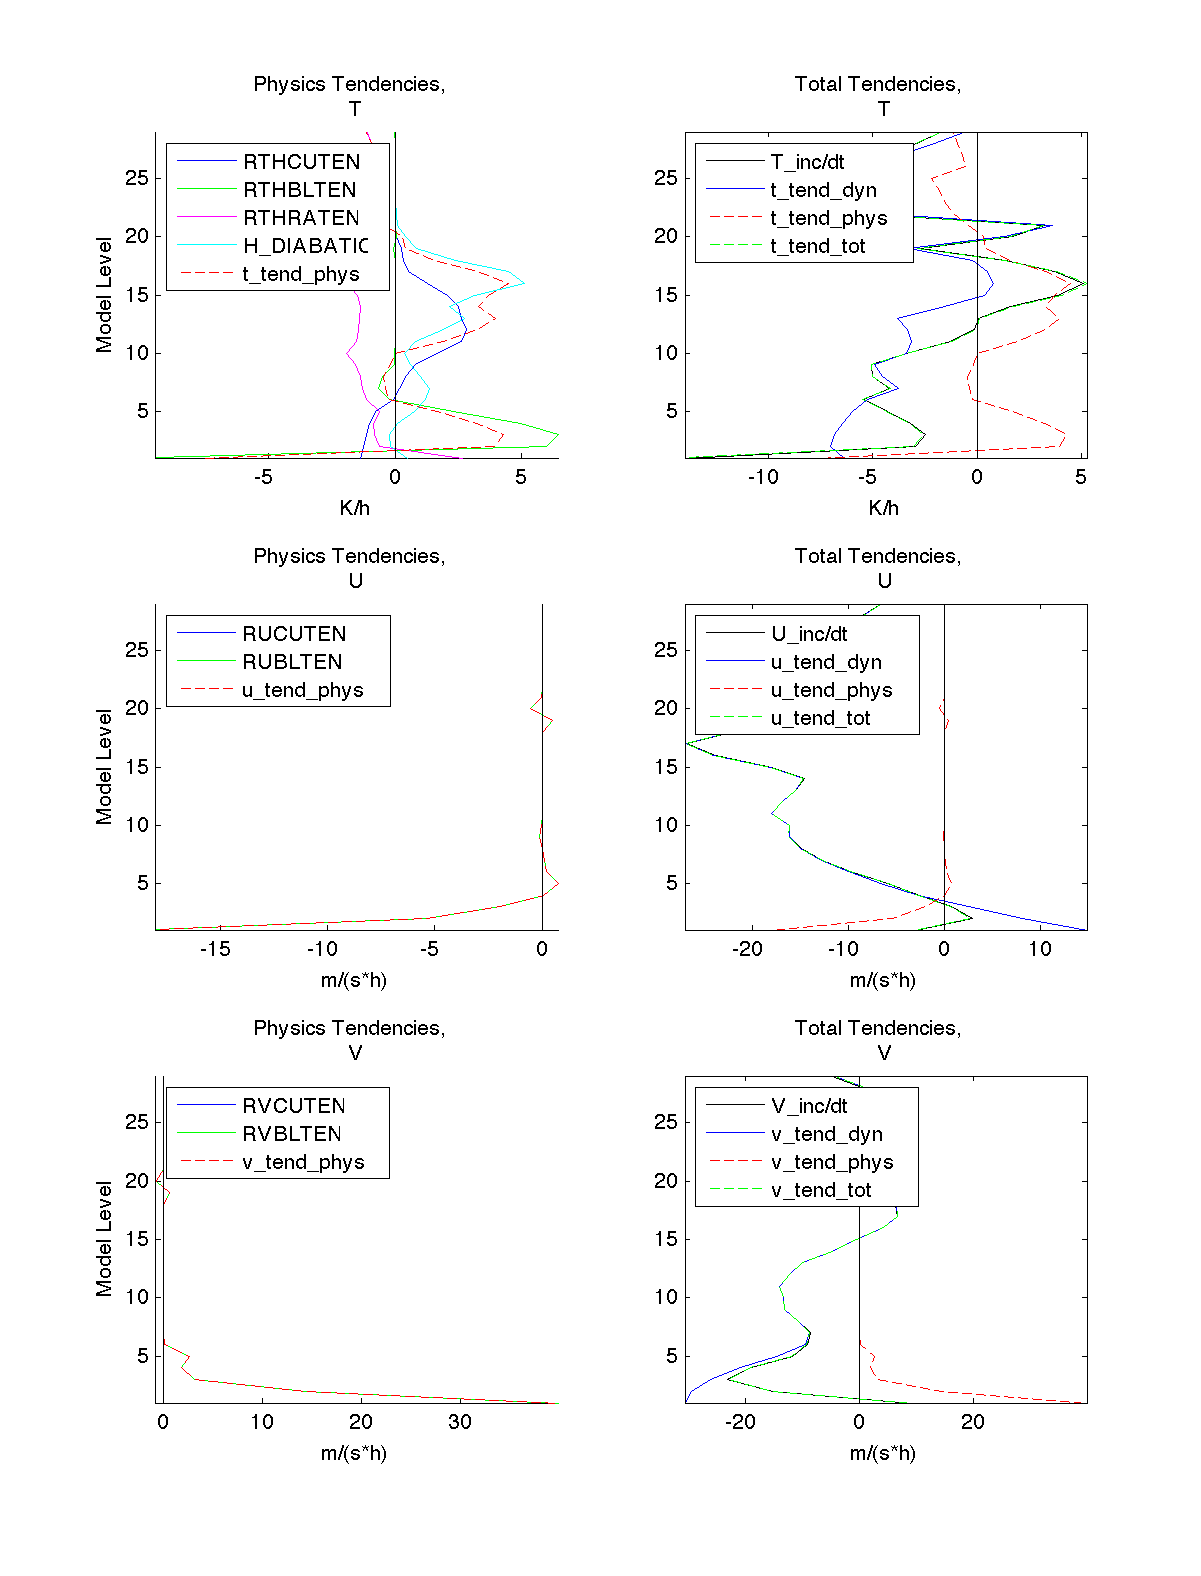 Physics Tendencies,
T
Total Tendencies,
T
RTHCUTEN
RTHBLTEN
RTHRATEN
H_DIABATIC
t_tend_phys
T_inc/dt
t_tend_dyn
t_tend_phys
t_tend_tot
Model Level
25
20
15
10
5
-5
0
5
K/h
25
20
15
10
5
-10
-5
0
5
K/h
Physics Tendencies,
U
Total Tendencies,
U
RUCUTEN
RUBLTEN
u_tend_phys
U_inc/dt
u_tend_dyn
u_tend_phys
u_tend_tot
Model Level
25
20
15
10
5
-15
-10
-5
0
m/(s*h)
25
20
15
10
5
-20
-10
0
10
m/(s*h)
Physics Tendencies,
V
Total Tendencies,
V
RVCUTEN
RVBLTEN
v_tend_phys
V_inc/dt
v_tend_dyn
v_tend_phys
v_tend_tot
Model Level
25
20
15
10
5
0
10
20
30
m/(s*h)
25
20
15
10
5
-20
0
20
m/(s*h)